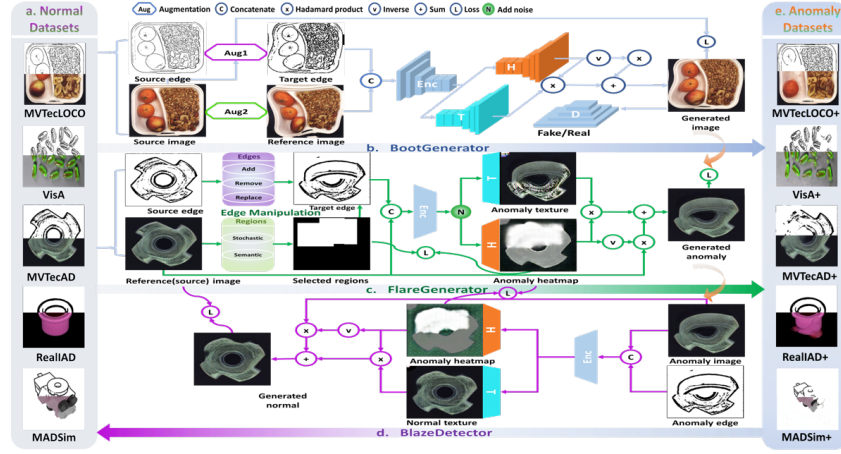 Aug Augmentation C Concatenate x Hadamard product v Inverse + Sum L Loss N Add noise
a. Normal
Datasets
MVTecLOCO
VisA
MVTecAD
RealIAD
MADSim
Source edge
Aug1
Target edge
Source image
Aug2
Reference image
C
Enc
H
T
x
v
x
+
D
Fake/Real
L
Generated
image
b. BootGenerator
Source edge
Edges
Add
Remove
Replace
Target edge
Edge Manipulation
Regions
Stochastic
Semantic
Reference(source) image
Selected regions
C
Enc
N
L
T
Anomaly texture
H
Anomaly heatmap
x
+
v
x
L
Generated
anomaly
c. FlareGenerator
L
L
Generated
normal
x
v
+
x
Anomaly heatmap
H
Normal texture
T
Enc
C
Anomaly image
Anomaly edge
d. BlazeDetector
e. Anomaly
Datasets
MVTecLOCO+
VisA+
MVTecAD+
RealIAD+
MADSim+